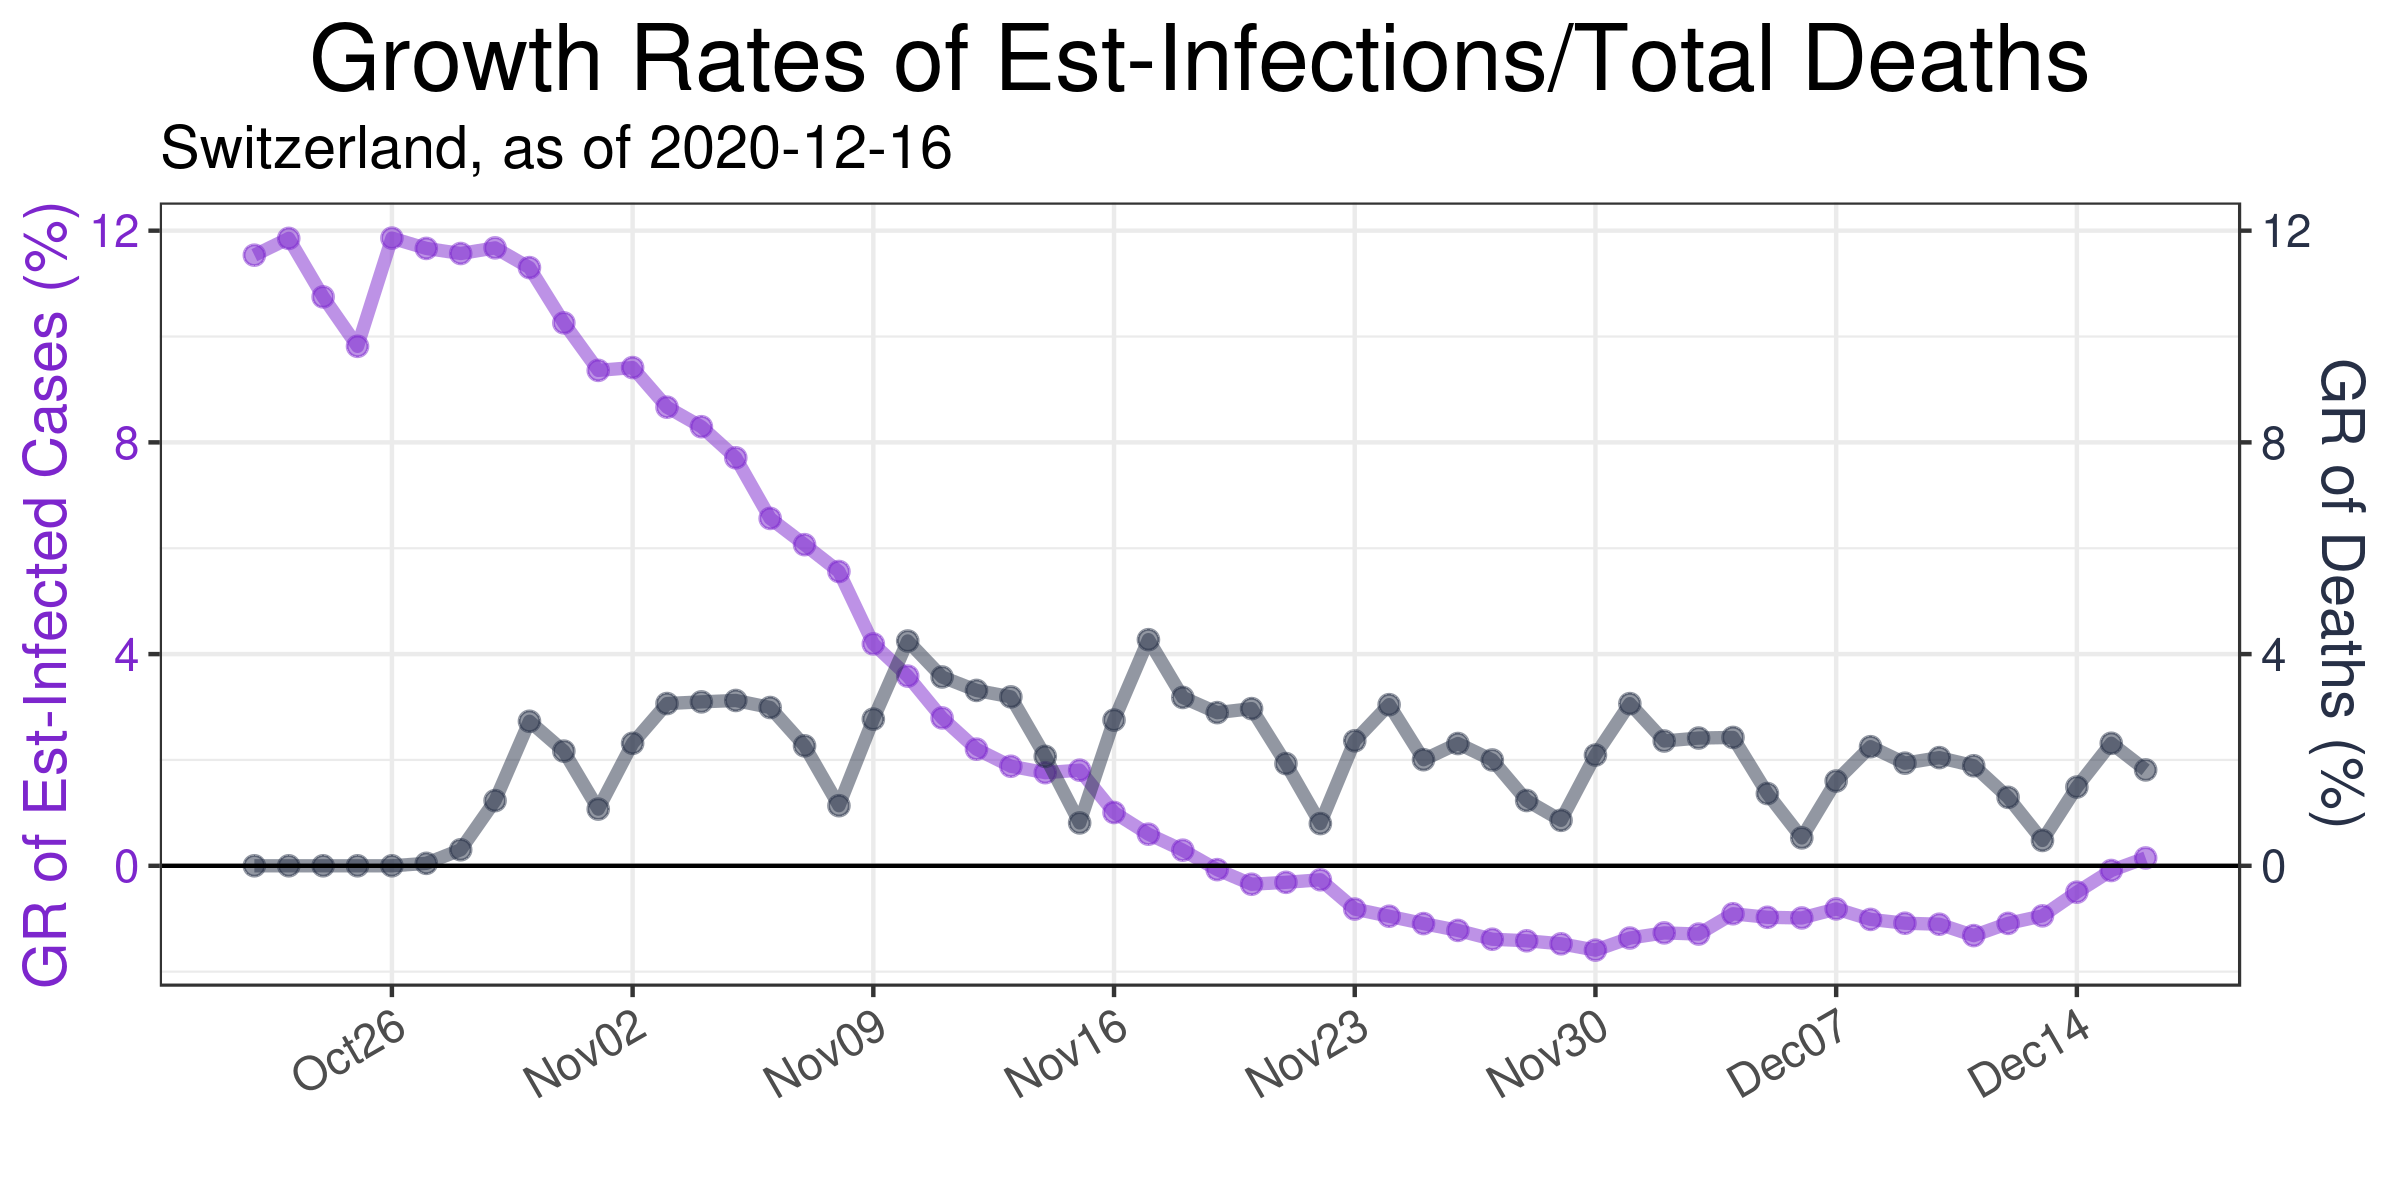 Growth Rates of Est-Infections/Total Deaths
Switzerland, as of 2020-12-16
GR of Est-Infected Cases (%)
12
8
4
0
12
8
4
0
GR of Deaths (%)
Oct26
Nov02
Nov09
Nov16
Nov23
Nov30
Dec07
Dec14